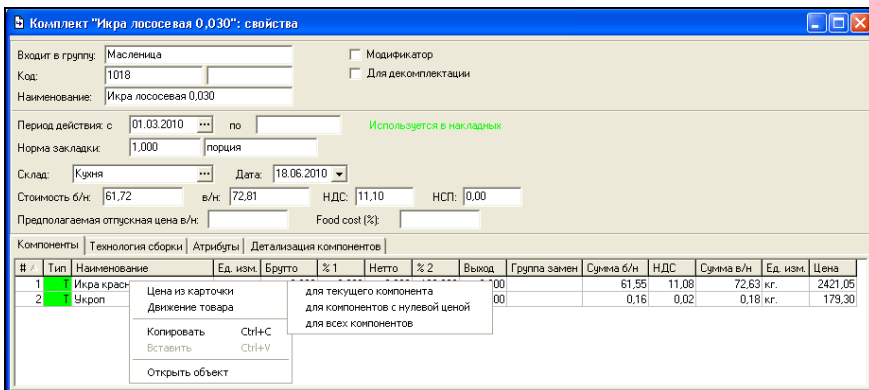 Комплект "Икра лососевая 0,030": свойства
Входит в группу: Масленица Модификатор
Код: 1018 Для декомплектации
Наименование: Икра лососевая 0,030
Период действия: с 01.03.2010 ... по Используется в накладных
Норма закладки: 1,000 порция
Склад: Кухня ... Дата: 18.06.2010
Стоимость б/н: 61,72 в/н: 72,81 НДС: 11,10 НСП: 0,00
Предполагаемая отпускная цена в/н: Food cost (%):
Компоненты Технология сборки Атрибуты Детализация компонентов
# Тип Наименование Ед. изм. Брутто % 1 Нетто % 2 Выход Группа замен Сумма б/н НДС Сумма в/н Ед. изм. Цена
1 Т Икра красн 61,55 11,08 72,63 кг. 2421,05
2 Т Укроп 0,16 0,02 0,18 кг. 179,30
Цена из карточки
Движение товара
Копировать Ctrl+C
Вставить Ctrl+V
Открыть объект
для текущего компонента
для компонентов с нулевой ценой
для всех компонентов